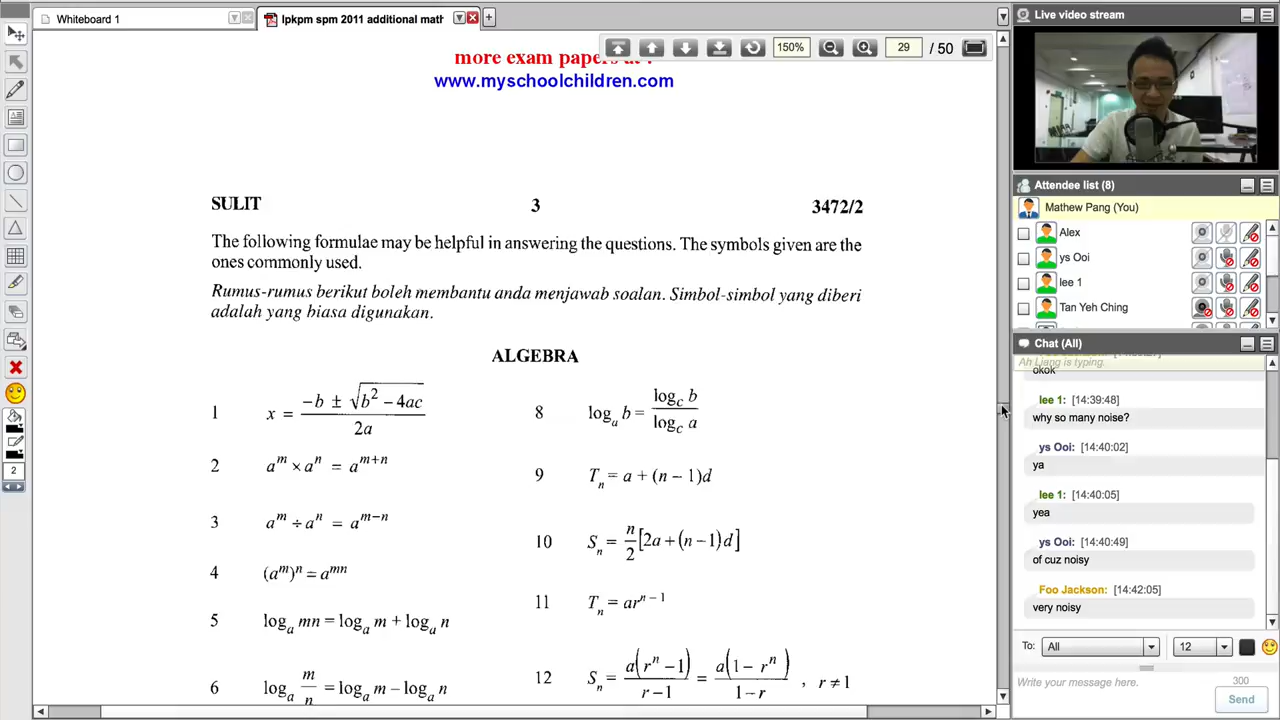 Whiteboard 1
lpkpm spm 2011 additional math
more exam papers at :
www.myschoolchildren.com
150%
29 / 50
SULIT 3 3472/2
The following formulae may be helpful in answering the questions. The symbols given are the
ones commonly used.
Rumus-rumus berikut boleh membantu anda menjawab soalan. Simbol-simbol yang diberi
adalah yang biasa digunakan.
ALGEBRA
1 x = (-b ± √(b² − 4ac)) / 2a
2 a^m × a^n = a^(m+n)
3 a^m ÷ a^n = a^(m−n)
4 (a^m)^n = a^(mn)
5 log_a mn = log_a m + log_a n
6 log_a m/n = log_a m − log_a n
8 log_a b = log_c b / log_c a
9 T_n = a + (n − 1)d
10 S_n = n/2 [2a + (n − 1)d]
11 T_n = ar^(n − 1)
12 S_n = a(r^n − 1) / (r − 1) = a(1 − r^n) / (1 − r) , r ≠ 1
2
Live video stream
Attendee list (8)
Mathew Pang (You)
Alex
ys Ooi
lee 1
Tan Yeh Ching
Chat (All)
Ah Liang is typing.
okok
lee 1: [14:39:48]
why so many noise?
ys Ooi: [14:40:02]
ya
lee 1: [14:40:05]
yea
ys Ooi: [14:40:49]
of cuz noisy
Foo Jackson: [14:42:05]
very noisy
To: All 12
Write your message here.
300
Send